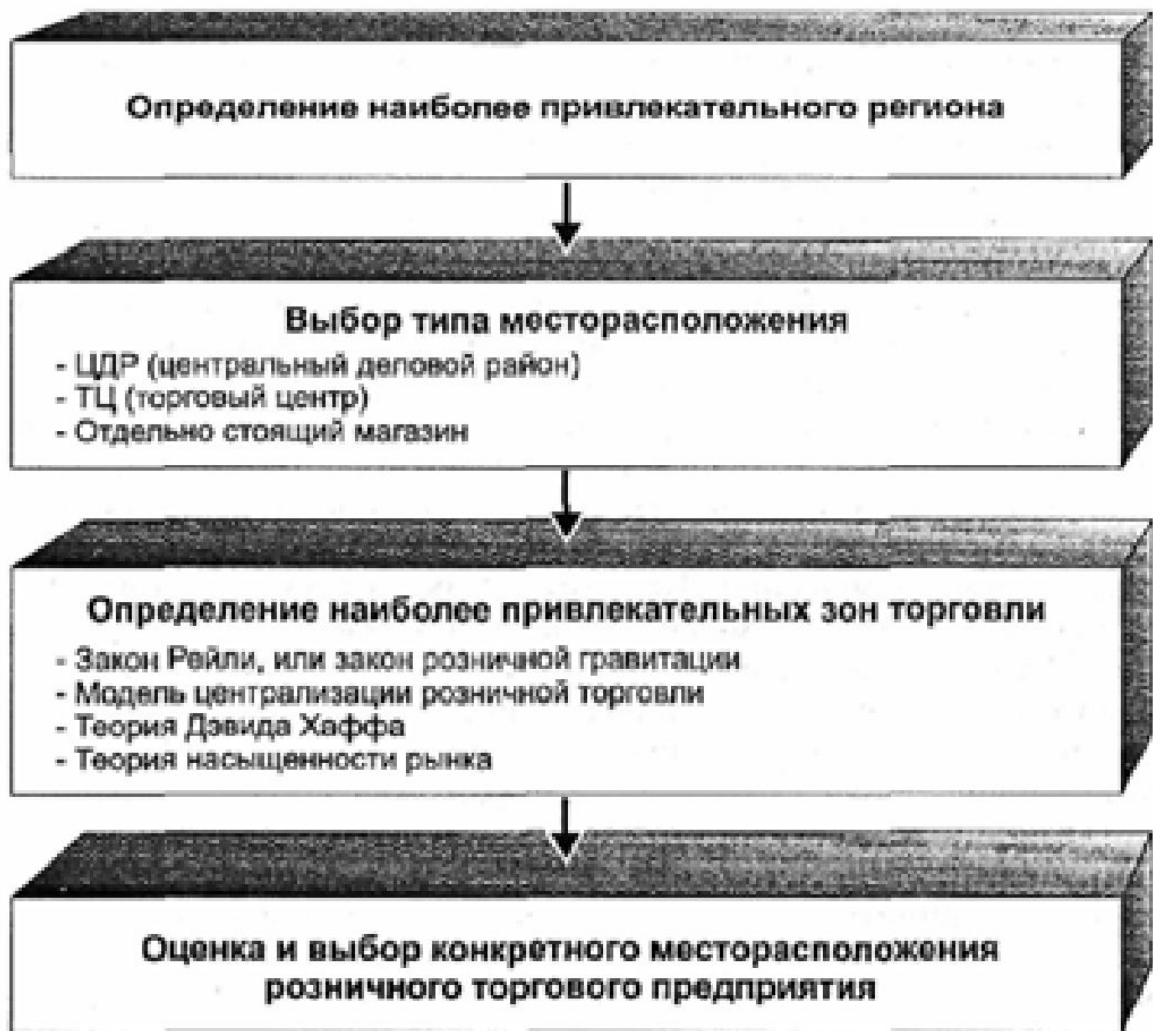 Определение наиболее привлекательного региона
Выбор типа месторасположения
- ЦДР (центральный деловой район)
- ТЦ (торговый центр)
- Отдельно стоящий магазин
Определение наиболее привлекательных зон торговли
- Закон Рейли, или закон розничной гравитации
- Модель централизации розничной торговли
- Теория Дэвида Хаффа
- Теория насыщенности рынка
Оценка и выбор конкретного месторасположения
розничного торгового предприятия